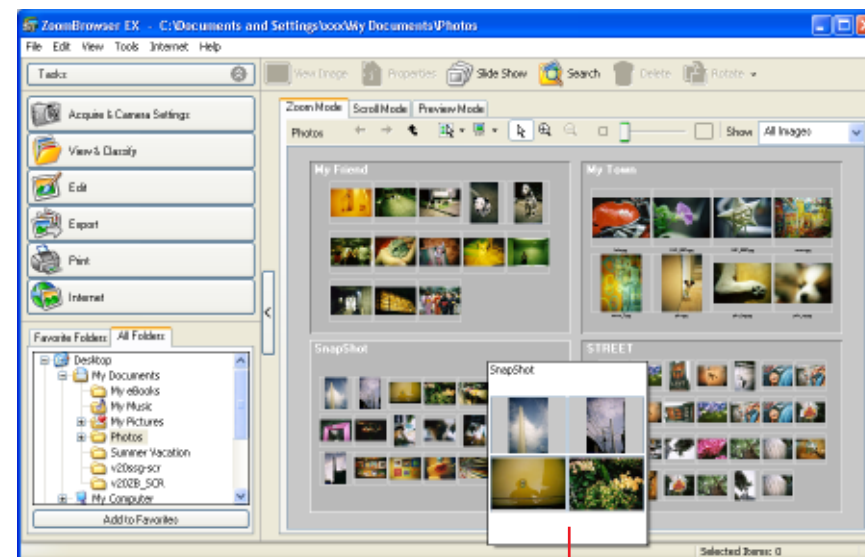 ZoomBrowser EX - C:\Documents and Settings\xxx\My Documents\Photos
File Edit View Tools Internet Help
Tasks
View Image Properties Slide Show Search Delete Rotate
Acquire & Camera Settings
View & Classify
Edit
Export
Print
Internet
Zoom Mode Scroll Mode Preview Mode
Photos Show All Images
My Friend My Town
SnapShot STREET
SnapShot
Favorite Folders All Folders
Desktop
My Documents
My eBooks
My Music
My Pictures
Photos
Summer Vacation
v20ssg-scr
v202B_SCR
My Computer
Add to Favorites
Selected Items: 0